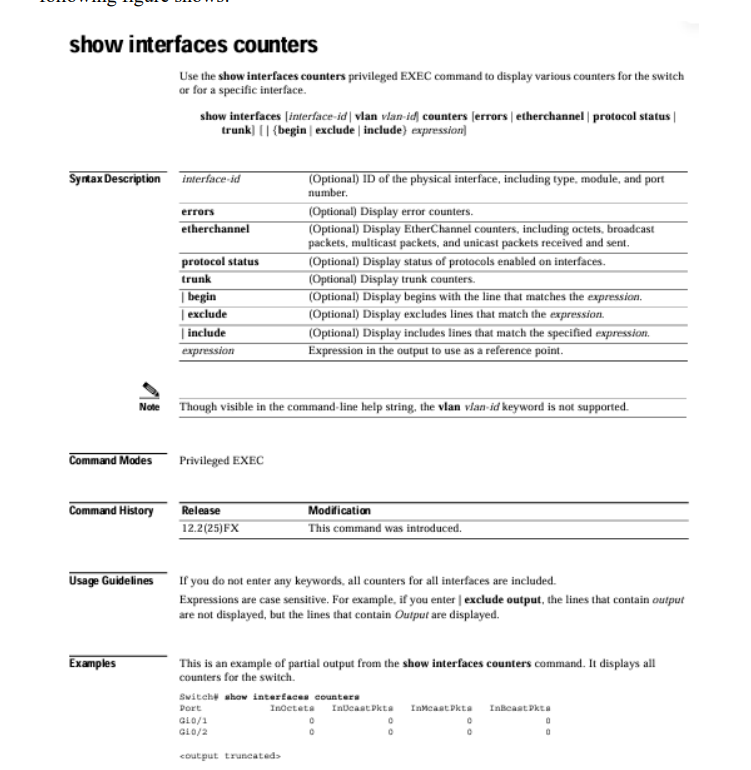 following figure shows:
show interfaces counters
Use the show interfaces counters privileged EXEC command to display various counters for the switch
or for a specific interface.
show interfaces [interface-id | vlan vlan-id] counters [errors | etherchannel | protocol status |
trunk] [ | {begin | exclude | include} expression]
Syntax Description
interface-id (Optional) ID of the physical interface, including type, module, and port
number.
errors (Optional) Display error counters.
etherchannel (Optional) Display EtherChannel counters, including octets, broadcast
packets, multicast packets, and unicast packets received and sent.
protocol status (Optional) Display status of protocols enabled on interfaces.
trunk (Optional) Display trunk counters.
| begin (Optional) Display begins with the line that matches the expression.
| exclude (Optional) Display excludes lines that match the expression.
| include (Optional) Display includes lines that match the specified expression.
expression Expression in the output to use as a reference point.
Note Though visible in the command-line help string, the vlan vlan-id keyword is not supported.
Command Modes Privileged EXEC
Command History Release Modification
12.2(25)FX This command was introduced.
Usage Guidelines If you do not enter any keywords, all counters for all interfaces are included.
Expressions are case sensitive. For example, if you enter | exclude output, the lines that contain output
are not displayed, but the lines that contain Output are displayed.
Examples This is an example of partial output from the show interfaces counters command. It displays all
counters for the switch.
Switch# show interfaces counters
Port InOctets InUcastPkts InMcastPkts InBcastPkts
Gi0/1 0 0 0 0
Gi0/2 0 0 0 0
<output truncated>